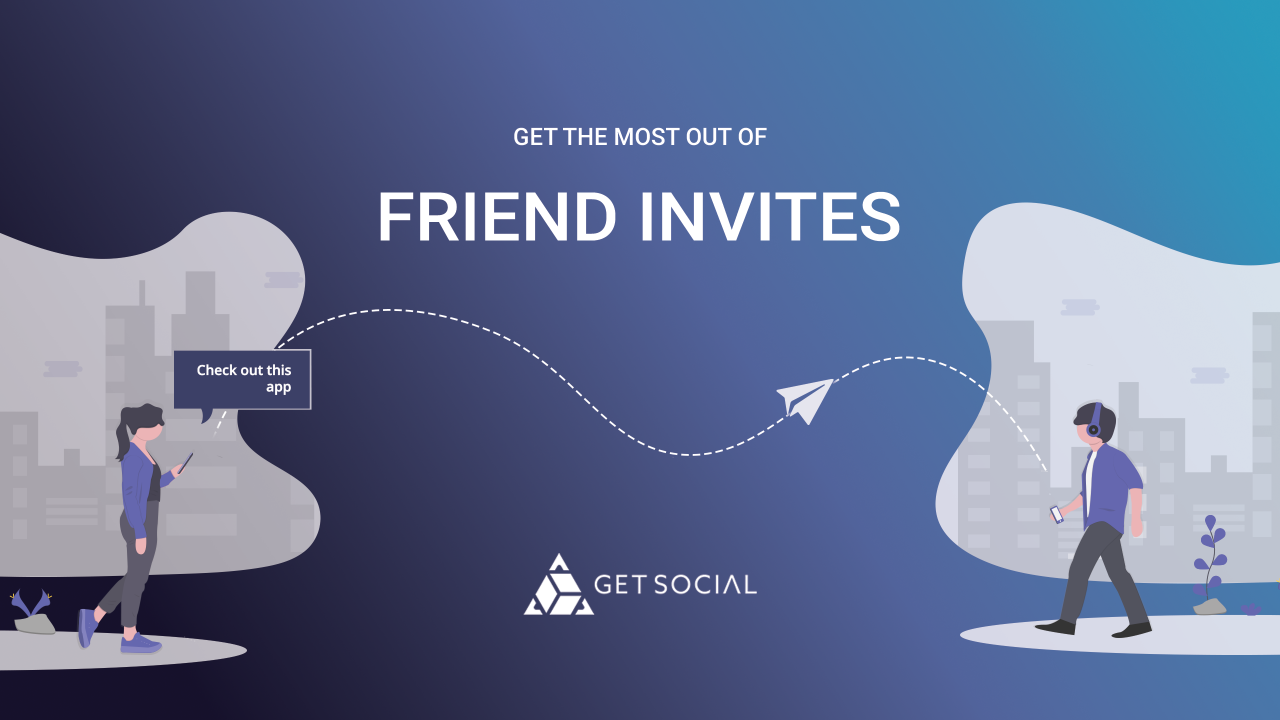 GET THE MOST OUT OF
FRIEND INVITES
Check out this
app
GET SOCIAL